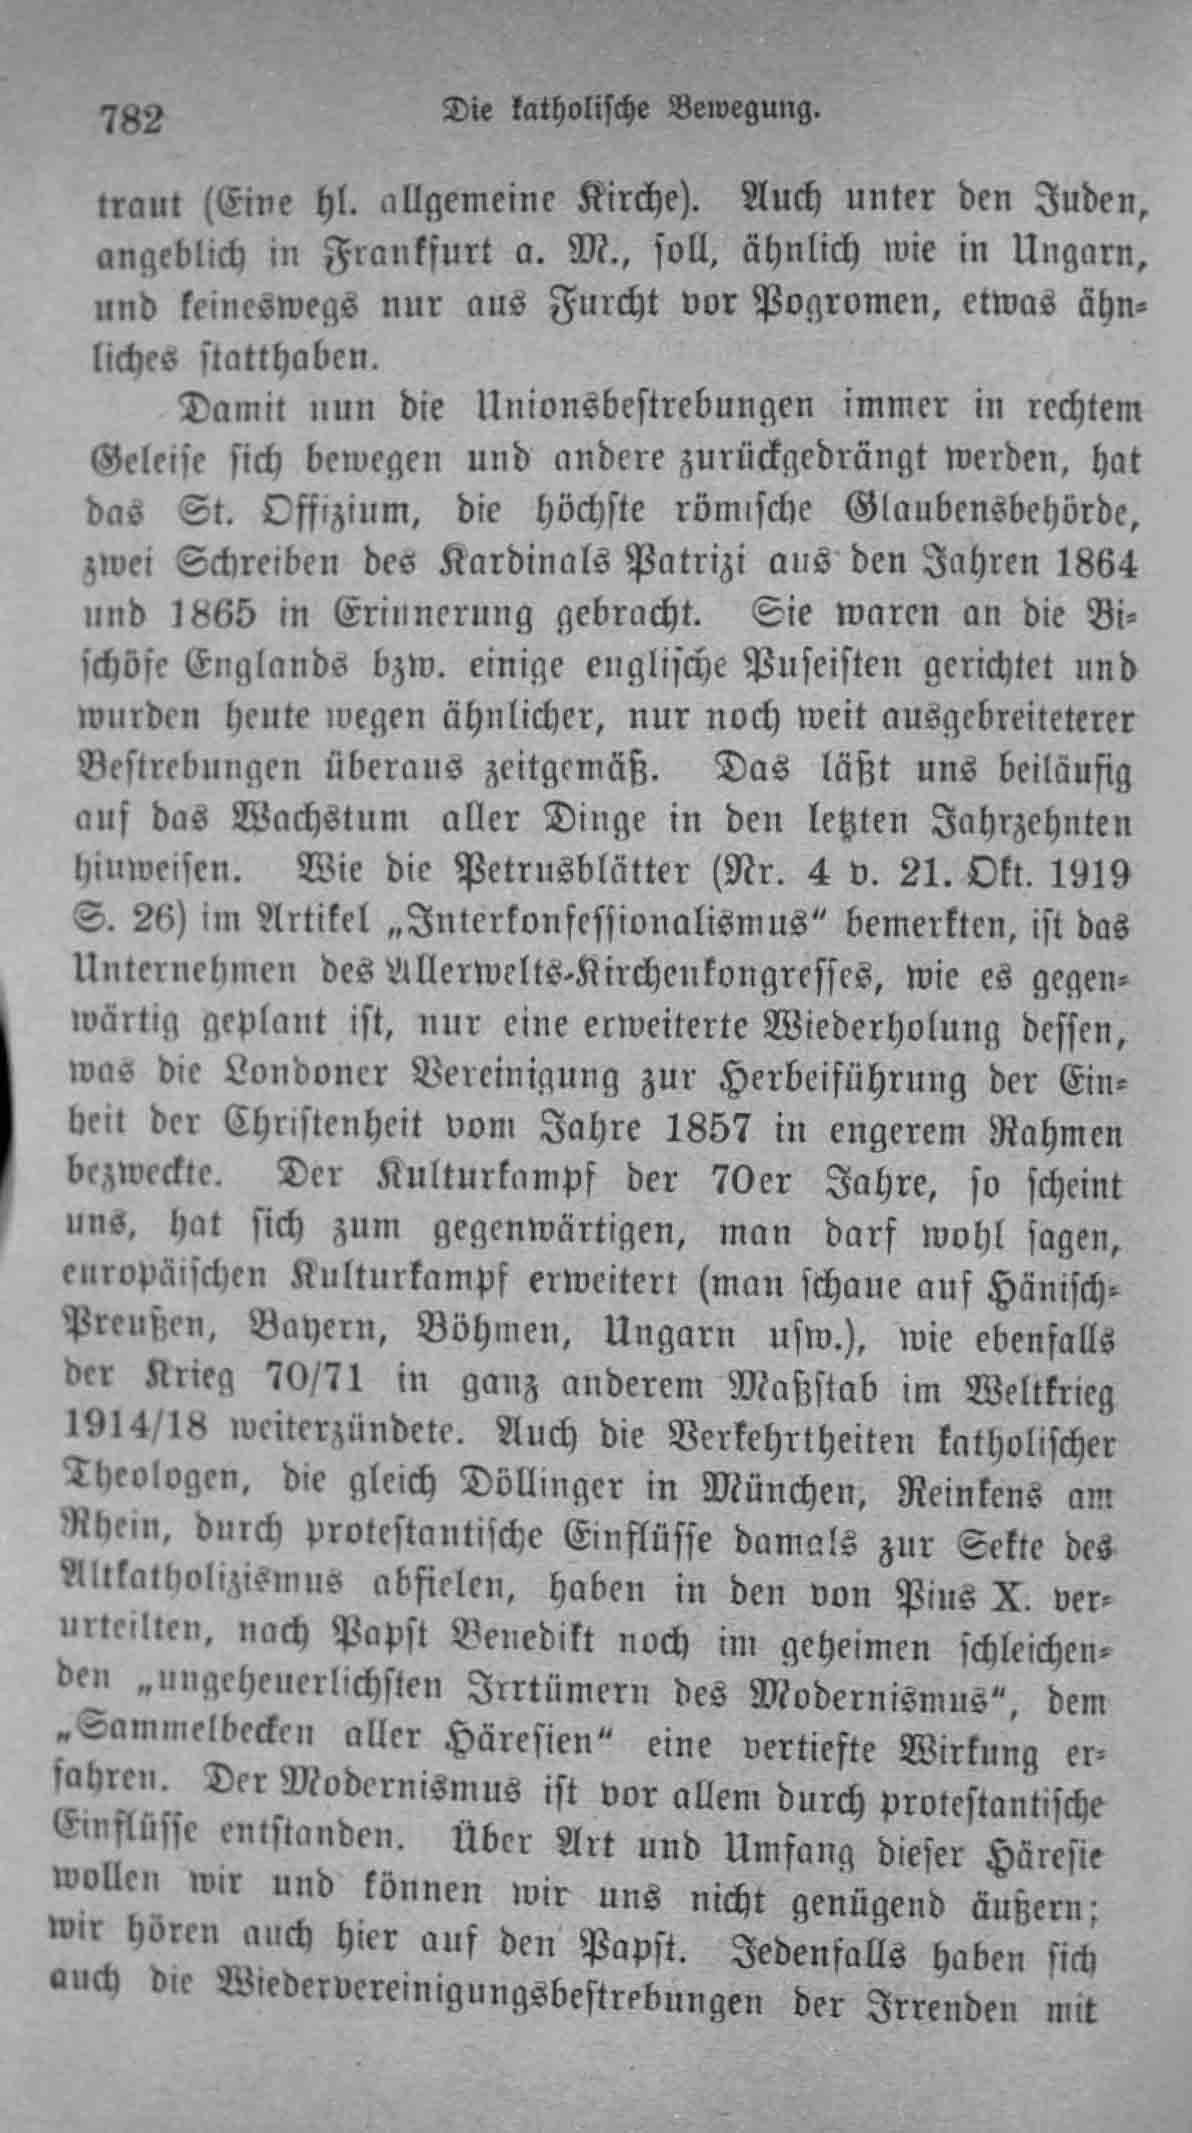 782
Die katholische Bewegung.
traut (Eine hl. allgemeine Kirche). Auch unter den Juden,
angeblich in Frankfurt a. M., soll, ähnlich wie in Ungarn,
und keineswegs nur aus Furcht vor Pogromen, etwas ähn-
liches statthaben.
Damit nun die Unionsbestrebungen immer in rechtem
Geleise sich bewegen und andere zurückgedrängt werden, hat
das St. Offizium, die höchste römische Glaubensbehörde,
zwei Schreiben des Kardinals Patrizi aus den Jahren 1864
und 1865 in Erinnerung gebracht. Sie waren an die Bi-
schöfe Englands bzw. einige englische Puseisten gerichtet und
wurden heute wegen ähnlicher, nur noch weit ausgebreiteterer
Bestrebungen überaus zeitgemäß. Das läßt uns beiläufig
auf das Wachstum aller Dinge in den letzten Jahrzehnten
hinweisen. Wie die Petrusblätter (Nr. 4 v. 21. Okt. 1919
S. 26) im Artikel „Interkonfessionalismus“ bemerkten, ist das
Unternehmen des Allerwelts-Kirchenkongresses, wie es gegen-
wärtig geplant ist, nur eine erweiterte Wiederholung dessen,
was die Londoner Vereinigung zur Herbeiführung der Ein-
heit der Christenheit vom Jahre 1857 in engerem Rahmen
bezweckte. Der Kulturkampf der 70er Jahre, so scheint
uns, hat sich zum gegenwärtigen, man darf wohl sagen,
europäischen Kulturkampf erweitert (man schaue auf Hänisch-
Preußen, Bayern, Böhmen, Ungarn usw.), wie ebenfalls
der Krieg 70/71 in ganz anderem Maßstab im Weltkrieg
1914/18 weiterzündete. Auch die Verkehrtheiten katholischer
Theologen, die gleich Döllinger in München, Reinkens am
Rhein, durch protestantische Einflüsse damals zur Sekte des
Altkatholizismus abfielen, haben in den von Pius X. ver-
urteilten, nach Papst Benedikt noch im geheimen schleichen-
den „ungeheuerlichsten Irrtümern des Modernismus“, dem
„Sammelbecken aller Häresien“ eine vertiefte Wirkung er-
fahren. Der Modernismus ist vor allem durch protestantische
Einflüsse entstanden. Über Art und Umfang dieser Häresie
wollen wir und können wir uns nicht genügend äußern;
wir hören auch hier auf den Papst. Jedenfalls haben sich
auch die Wiedervereinigungsbestrebungen der Irrenden mit